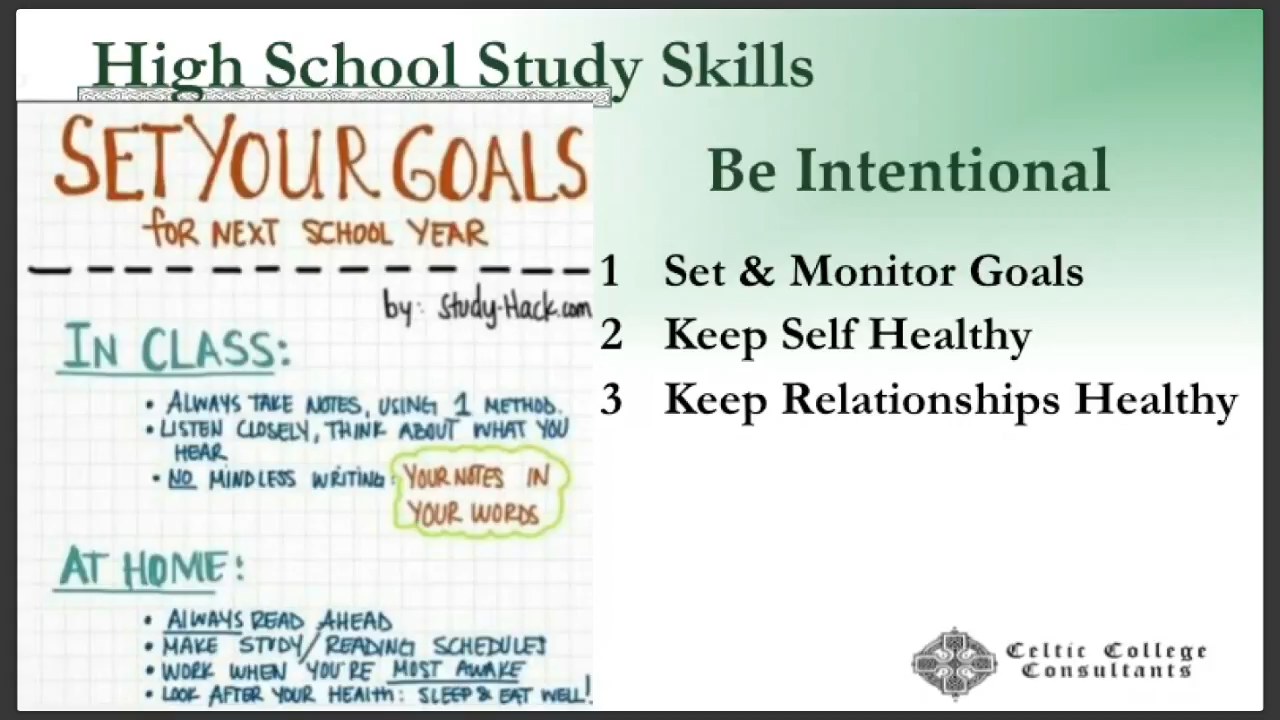 High School Study Skills
SET YOUR GOALS
for NEXT SCHOOL YEAR
by: Study-Hack.com
IN CLASS:
• ALWAYS TAKE NOTES, USING 1 METHOD.
• LISTEN CLOSELY, THINK ABOUT WHAT YOU
HEAR
• NO MINDLESS WRITING: YOUR NOTES IN
YOUR WORDS
AT HOME:
• ALWAYS READ AHEAD
• MAKE STUDY/READING SCHEDULES
• WORK WHEN YOU'RE MOST AWAKE
• LOOK AFTER YOUR HEALTH: SLEEP & EAT WELL!
Be Intentional
1 Set & Monitor Goals
2 Keep Self Healthy
3 Keep Relationships Healthy
Celtic College
Consultants